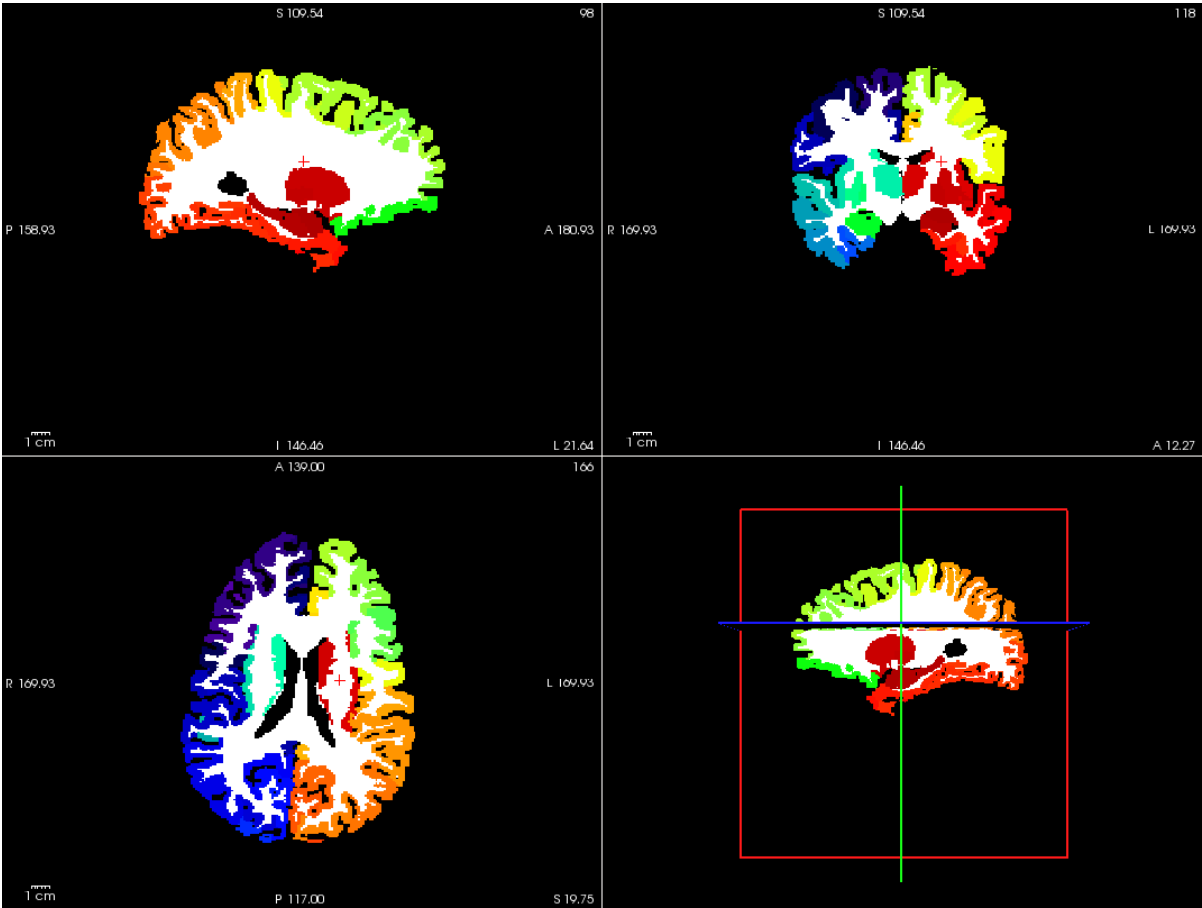 S 109.54 98
P 158.93 A 180.93
1 cm I 146.46 L 21.64
S 109.54 118
R 169.93 L 169.93
1 cm I 146.46 A 12.27
A 139.00 166
R 169.93 L 169.93
1 cm P 117.00 S 19.75